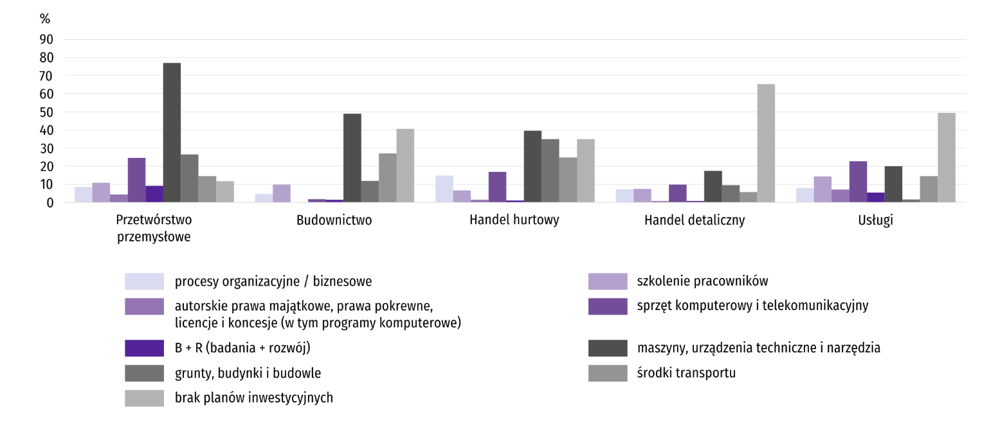 %
90
80
70
60
50
40
30
20
10
0
Przetwórstwo
przemysłowe
Budownictwo
Handel hurtowy
Handel detaliczny
Usługi
procesy organizacyjne / biznesowe
szkolenie pracowników
autorskie prawa majątkowe, prawa pokrewne,
licencje i koncesje (w tym programy komputerowe)
sprzęt komputerowy i telekomunikacyjny
B + R (badania + rozwój)
maszyny, urządzenia techniczne i narzędzia
grunty, budynki i budowle
środki transportu
brak planów inwestycyjnych